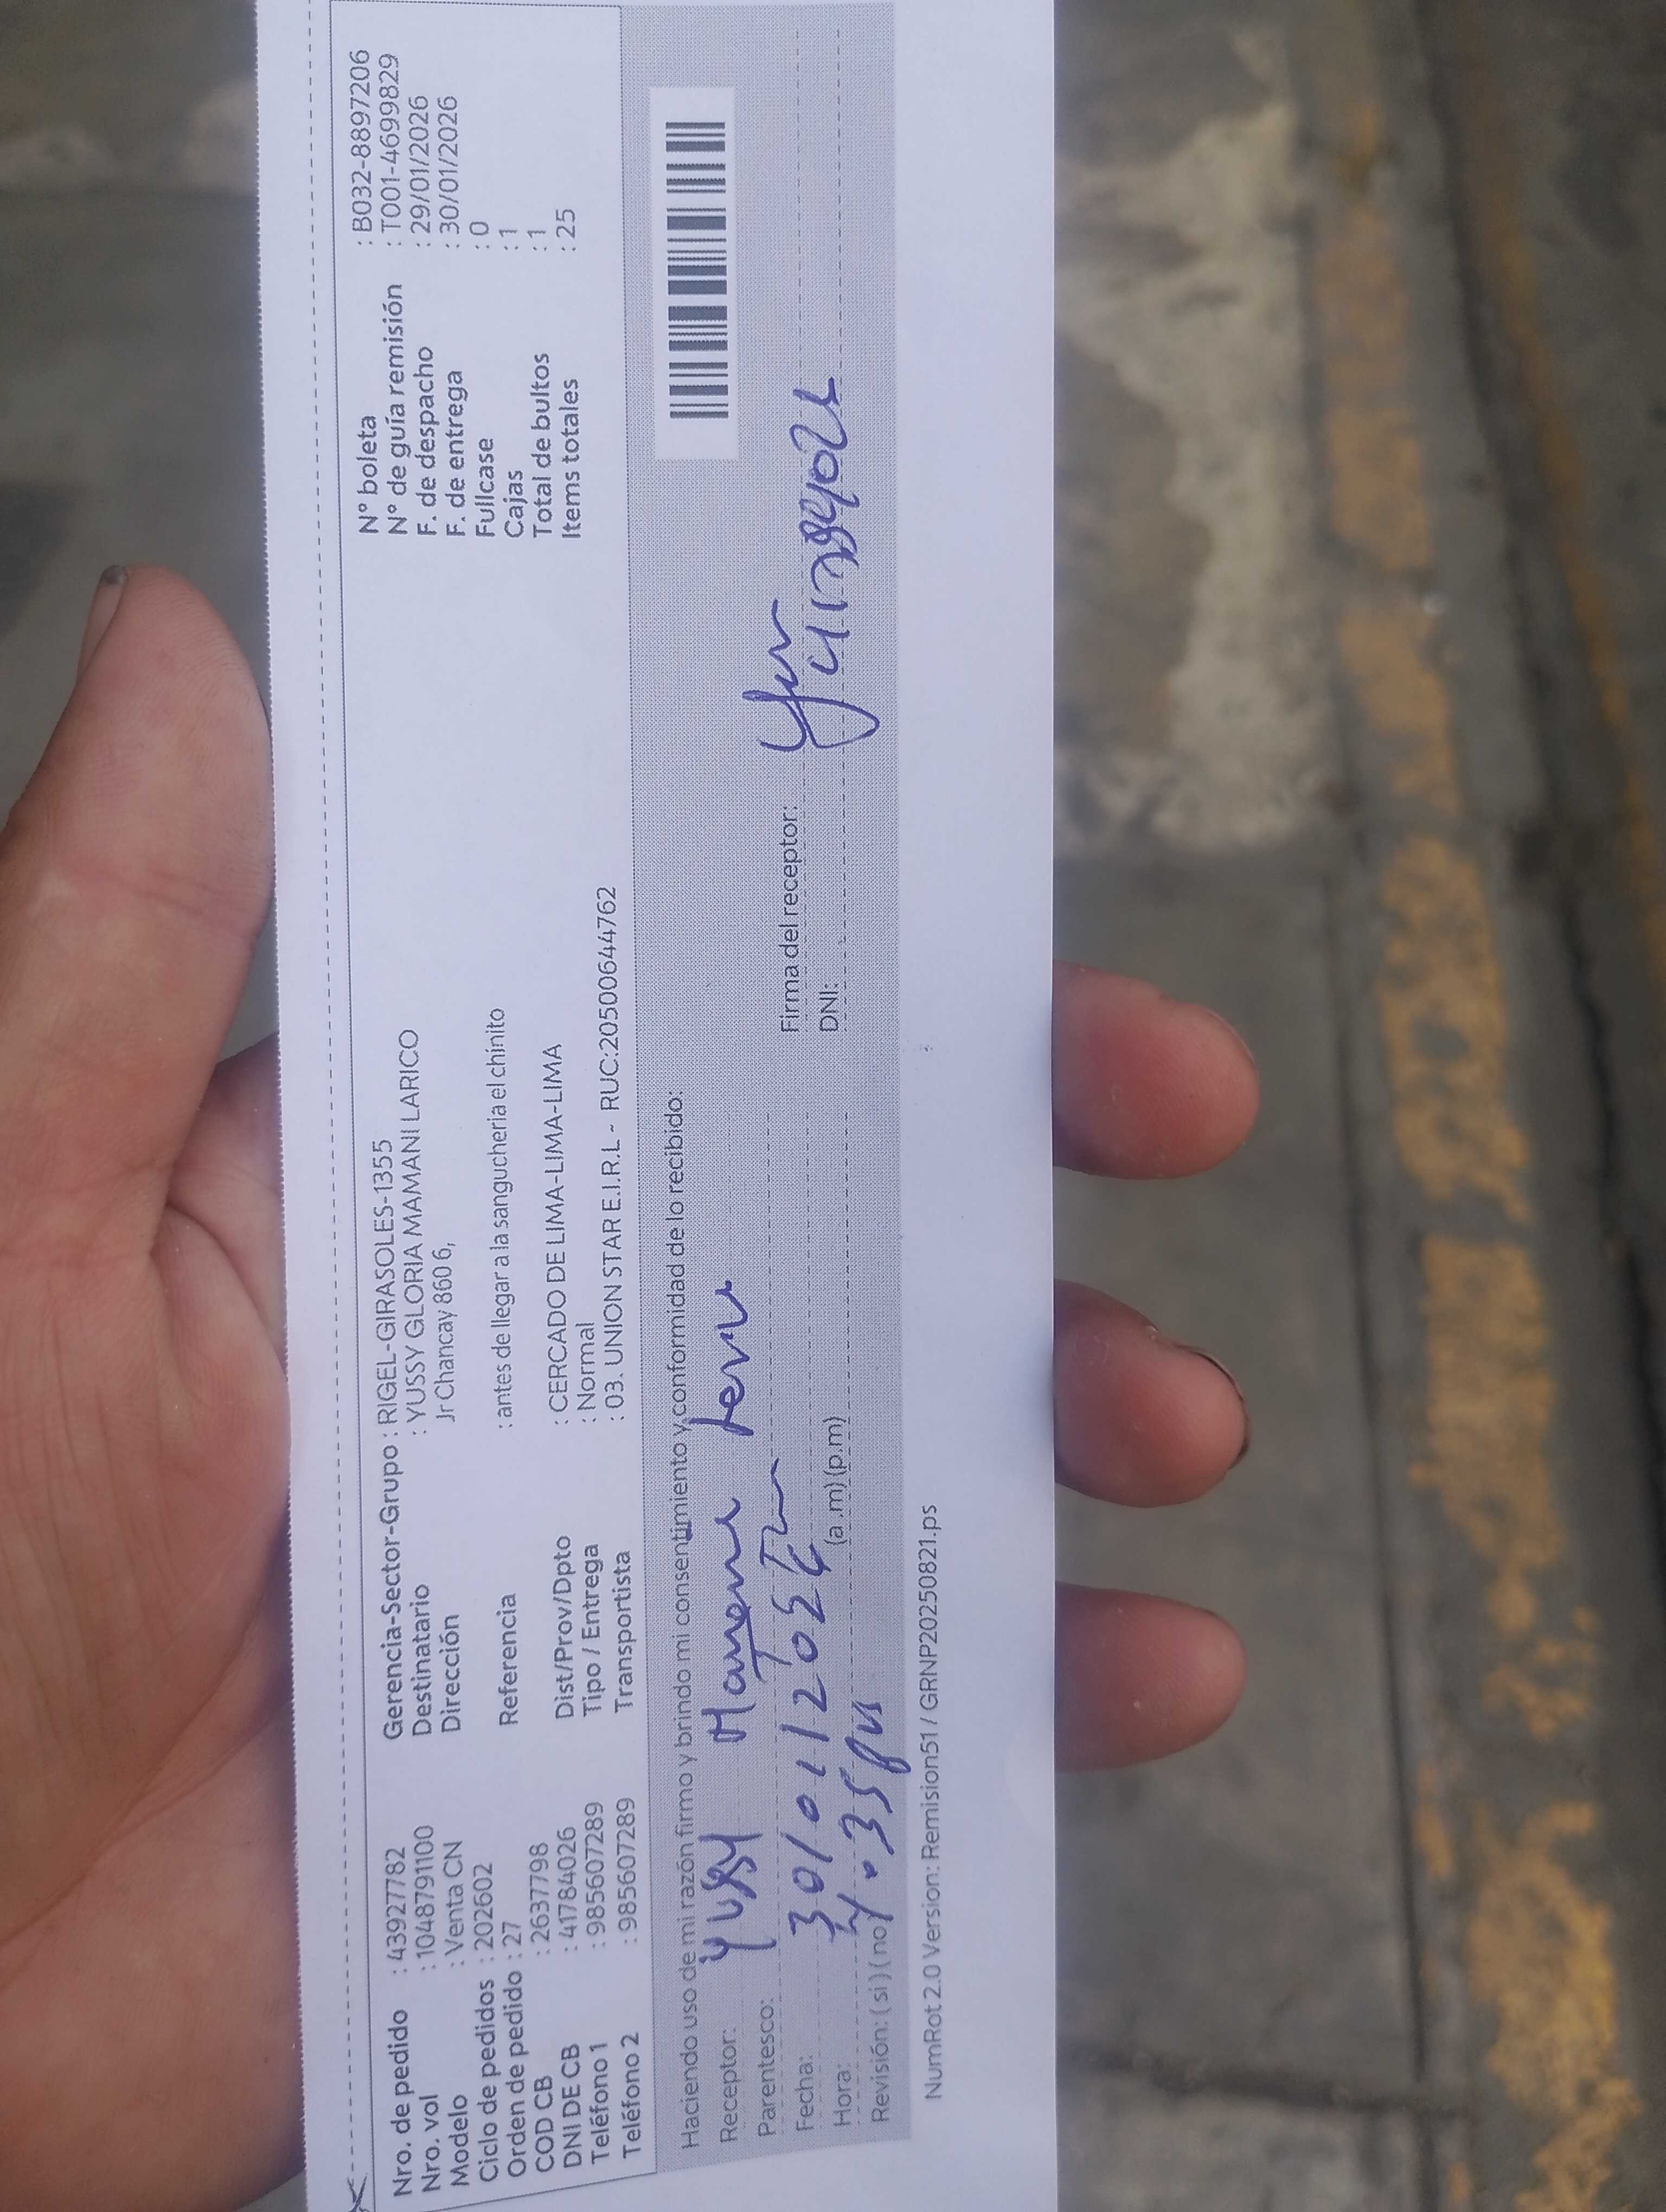 Nro. de pedido : 43927782
Nro. vol : 1048791100
Modelo : Venta CN
Ciclo de pedidos : 202602
Orden de pedido : 27
COD CB : 2637798
DNI DE CB : 41784026
Teléfono 1 : 985607289
Teléfono 2 : 985607289
Gerencia-Sector-Grupo : RIGEL-GIRASOLES-1355
Destinatario : YUSSY GLORIA MAMANI LARICO
Dirección Jr Chancay 860 6,
Referencia : antes de llegar a la sangucheria el chinito
Dist/Prov/Dpto : CERCADO DE LIMA-LIMA-LIMA
Tipo / Entrega : Normal
Transportista : 03. UNION STAR E.I.R.L - RUC:20500644762
N° boleta : B032-8897206
N° de guía remisión : T001-4699829
F. de despacho : 29/01/2026
F. de entrega : 30/01/2026
Fullcase : 0
Cajas : 1
Total de bultos : 1
Items totales : 25
Haciendo uso de mi razón firmo y brindo mi consentimiento y conformidad de lo recibido:
Receptor: Yussy Mamani
Parentesco: T T
Fecha: 30/01/2026
Hora: 4:35 pm (a.m) (p.m)
Revisión: (si) (no)
Firma del receptor:
DNI: 41784026
NumRot 2.0 Version: Remision51 / GRNP20250821.ps